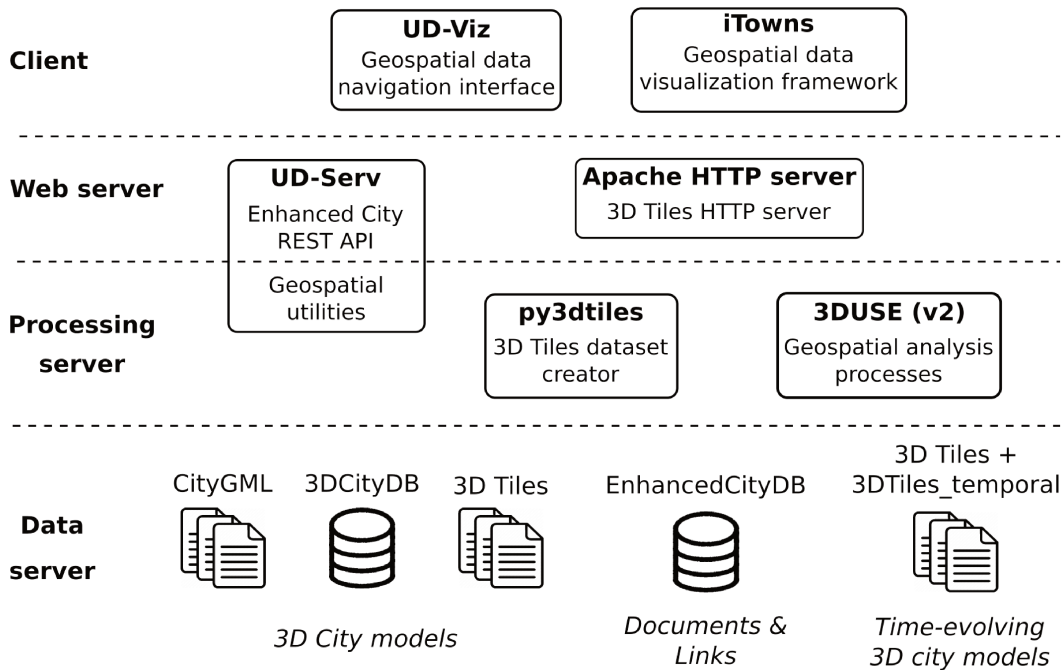 Client
UD-Viz
Geospatial data
navigation interface
iTowns
Geospatial data
visualization framework
Web server
UD-Serv
Enhanced City
REST API
Geospatial
utilities
Apache HTTP server
3D Tiles HTTP server
Processing
server
py3dtiles
3D Tiles dataset
creator
3DUSE (v2)
Geospatial analysis
processes
Data
server
CityGML
3DCityDB
3D Tiles
3D City models
EnhancedCityDB
Documents &
Links
3D Tiles +
3DTiles_temporal
Time-evolving
3D city models